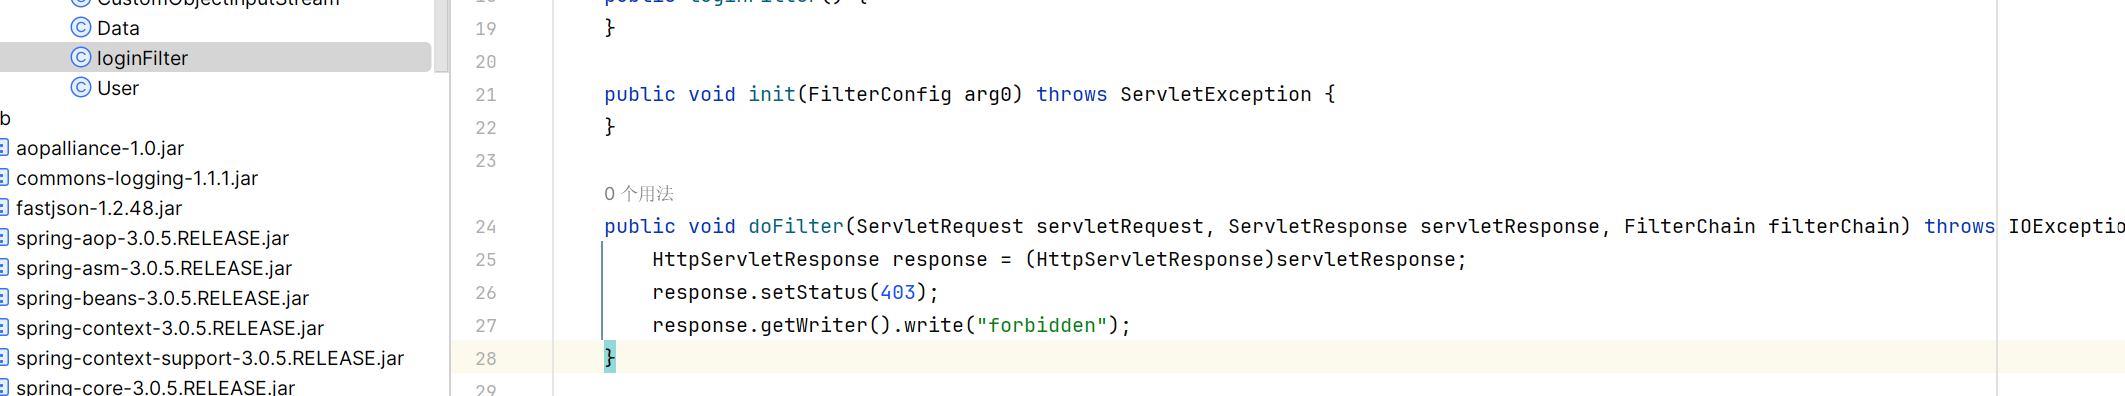 CustomObjectInputStream
Data
loginFilter
User
b
aopalliance-1.0.jar
commons-logging-1.1.1.jar
fastjson-1.2.48.jar
spring-aop-3.0.5.RELEASE.jar
spring-asm-3.0.5.RELEASE.jar
spring-beans-3.0.5.RELEASE.jar
spring-context-3.0.5.RELEASE.jar
spring-context-support-3.0.5.RELEASE.jar
spring-core-3.0.5.RELEASE.jar
18 public loginFilter() {
19 }
20
21 public void init(FilterConfig arg0) throws ServletException {
22 }
23
0 个用法
24 public void doFilter(ServletRequest servletRequest, ServletResponse servletResponse, FilterChain filterChain) throws IOExceptio
25 HttpServletResponse response = (HttpServletResponse)servletResponse;
26 response.setStatus(403);
27 response.getWriter().write("forbidden");
28 }
29